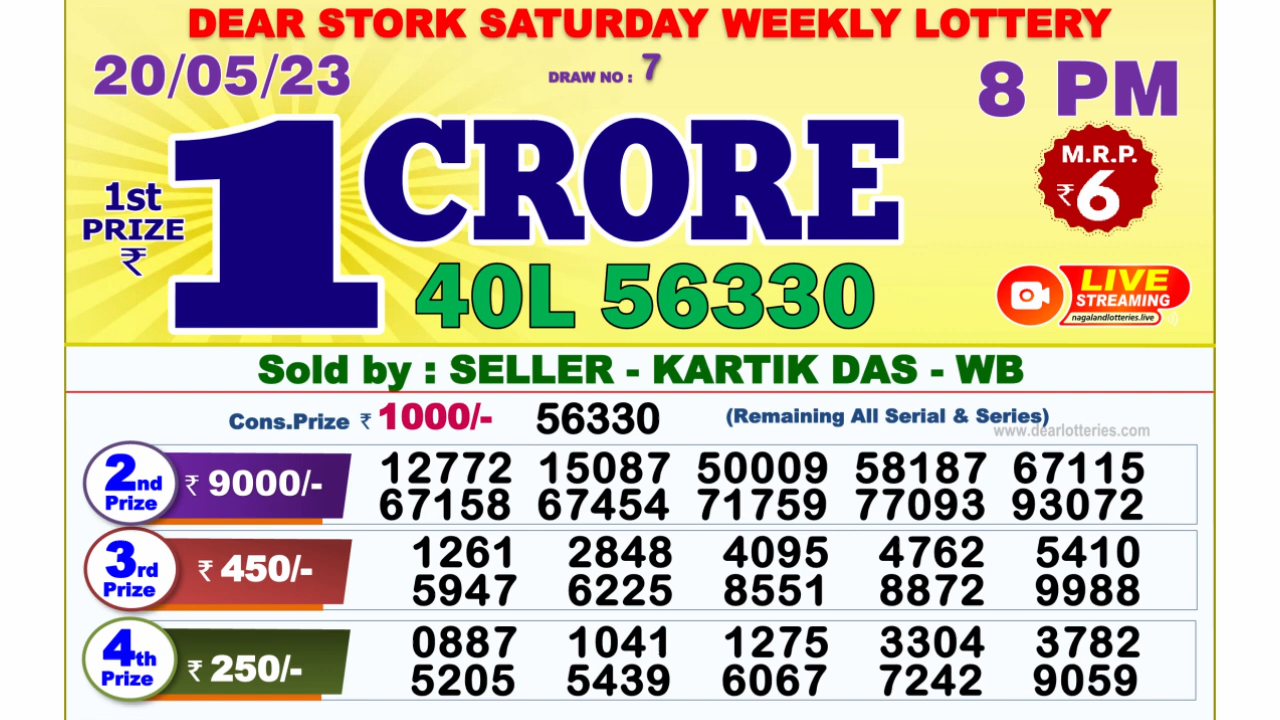 DEAR STORK SATURDAY WEEKLY LOTTERY
20/05/23
DRAW NO : 7
8 PM
M.R.P.
₹ 6
1st
PRIZE
₹
1 CRORE
40L 56330
LIVE
STREAMING
nagalandlotteries.live
Sold by : SELLER - KARTIK DAS - WB
Cons.Prize ₹ 1000/- 56330 (Remaining All Serial & Series)
www.dearlotteries.com
2nd Prize ₹ 9000/-
12772 15087 50009 58187 67115
67158 67454 71759 77093 93072
3rd Prize ₹ 450/-
1261 2848 4095 4762 5410
5947 6225 8551 8872 9988
4th Prize ₹ 250/-
0887 1041 1275 3304 3782
5205 5439 6067 7242 9059